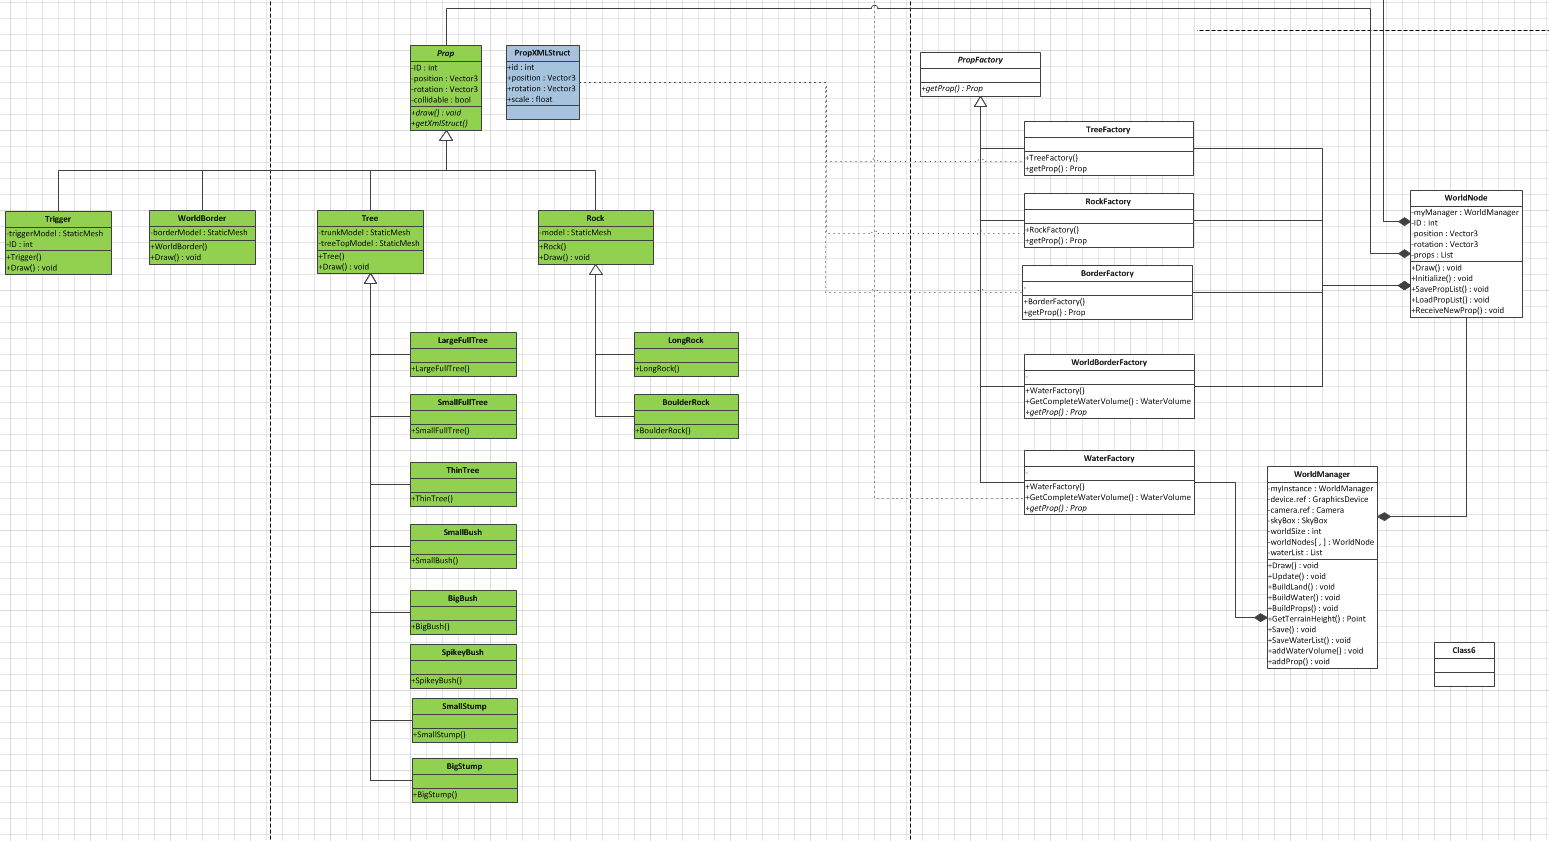 Prop
-ID : int
-position : Vector3
-rotation : Vector3
-collidable : bool
+draw() : void
+getXmlStruct()
PropXMLStruct
+id : int
+position : Vector3
+rotation : Vector3
+scale : float
Trigger
-triggerModel : StaticMesh
-ID : int
+Trigger()
+Draw() : void
WorldBorder
-borderModel : StaticMesh
+WorldBorder()
+Draw() : void
Tree
-trunkModel : StaticMesh
-treeTopModel : StaticMesh
+Tree()
+Draw() : void
Rock
-model : StaticMesh
+Rock()
+Draw() : void
LargeFullTree
+LargeFullTree()
SmallFullTree
+SmallFullTree()
ThinTree
+ThinTree()
SmallBush
+SmallBush()
BigBush
+BigBush()
SpikeyBush
+SpikeyBush()
SmallStump
+SmallStump()
BigStump
+BigStump()
LongRock
+LongRock()
BoulderRock
+BoulderRock()
PropFactory
+getProp() : Prop
TreeFactory
+TreeFactory()
+getProp() : Prop
RockFactory
+RockFactory()
+getProp() : Prop
BorderFactory
-
+BorderFactory()
+getProp() : Prop
WorldBorderFactory
-
+WaterFactory()
+GetCompleteWaterVolume() : WaterVolume
+getProp() : Prop
WaterFactory
-
+WaterFactory()
+GetCompleteWaterVolume() : WaterVolume
+getProp() : Prop
WorldNode
-myManager : WorldManager
-ID : int
-position : Vector3
-rotation : Vector3
-props : List
+Draw() : void
+Initialize() : void
+SavePropList() : void
+LoadPropList() : void
+ReceiveNewProp() : void
WorldManager
-myInstance : WorldManager
-device.ref : GraphicsDevice
-camera.ref : Camera
-skyBox : SkyBox
-worldSize : int
-worldNodes[ , ] : WorldNode
-waterList : List
+Draw() : void
+Update() : void
+BuildLand() : void
+BuildWater() : void
+BuildProps() : void
+GetTerrainHeight() : Point
+Save() : void
+SaveWaterList() : void
+addWaterVolume() : void
+addProp() : void
Class6